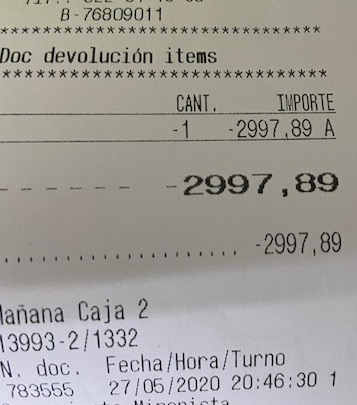 B-76809011
********************************
Doc devolución items
********************************
CANT. IMPORTE
-1 -2997,89 A
- - - - - - -2997,89
........................ -2997,89
Mañana Caja 2
13993-2/1332
N. doc. Fecha/Hora/Turno
783555 27/05/2020 20:46:30 1